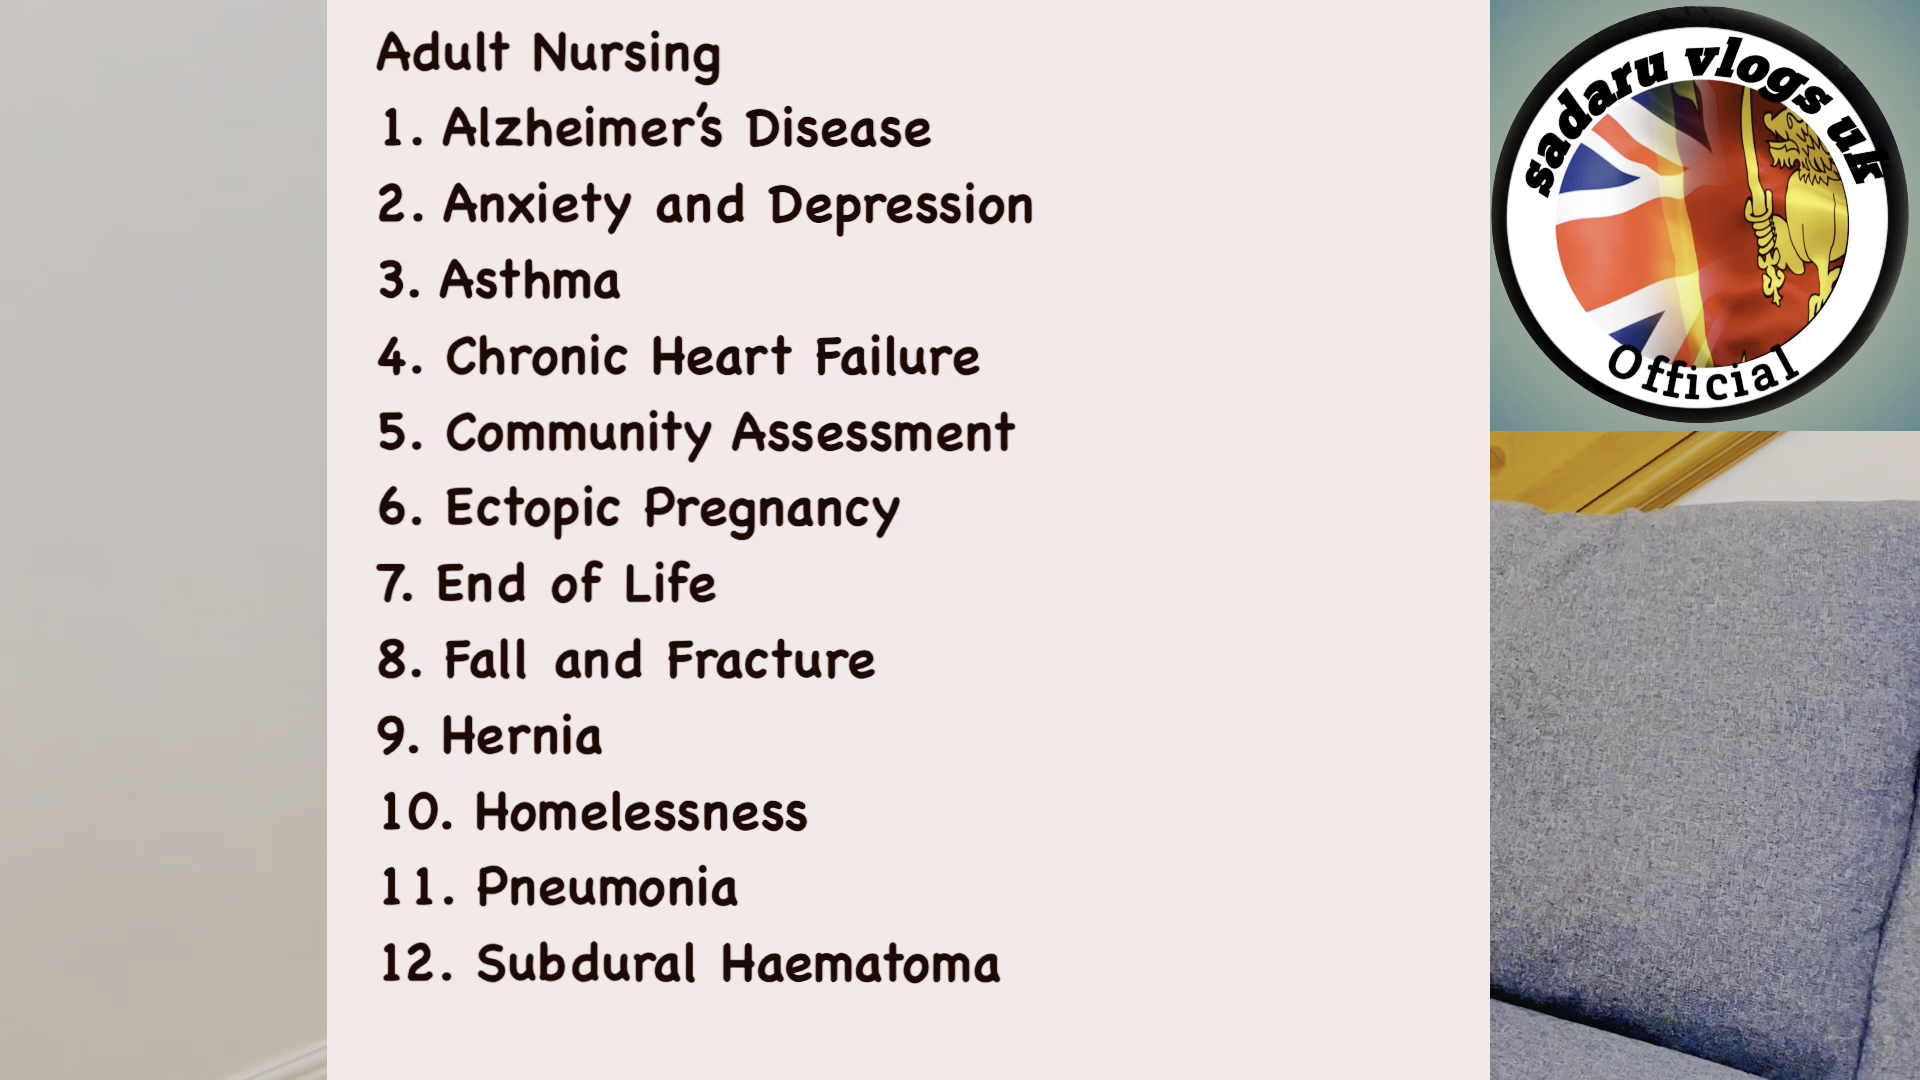 Adult Nursing
1. Alzheimer's Disease
2. Anxiety and Depression
3. Asthma
4. Chronic Heart Failure
5. Community Assessment
6. Ectopic Pregnancy
7. End of Life
8. Fall and Fracture
9. Hernia
10. Homelessness
11. Pneumonia
12. Subdural Haematoma
sadaru vlogs uk
Official